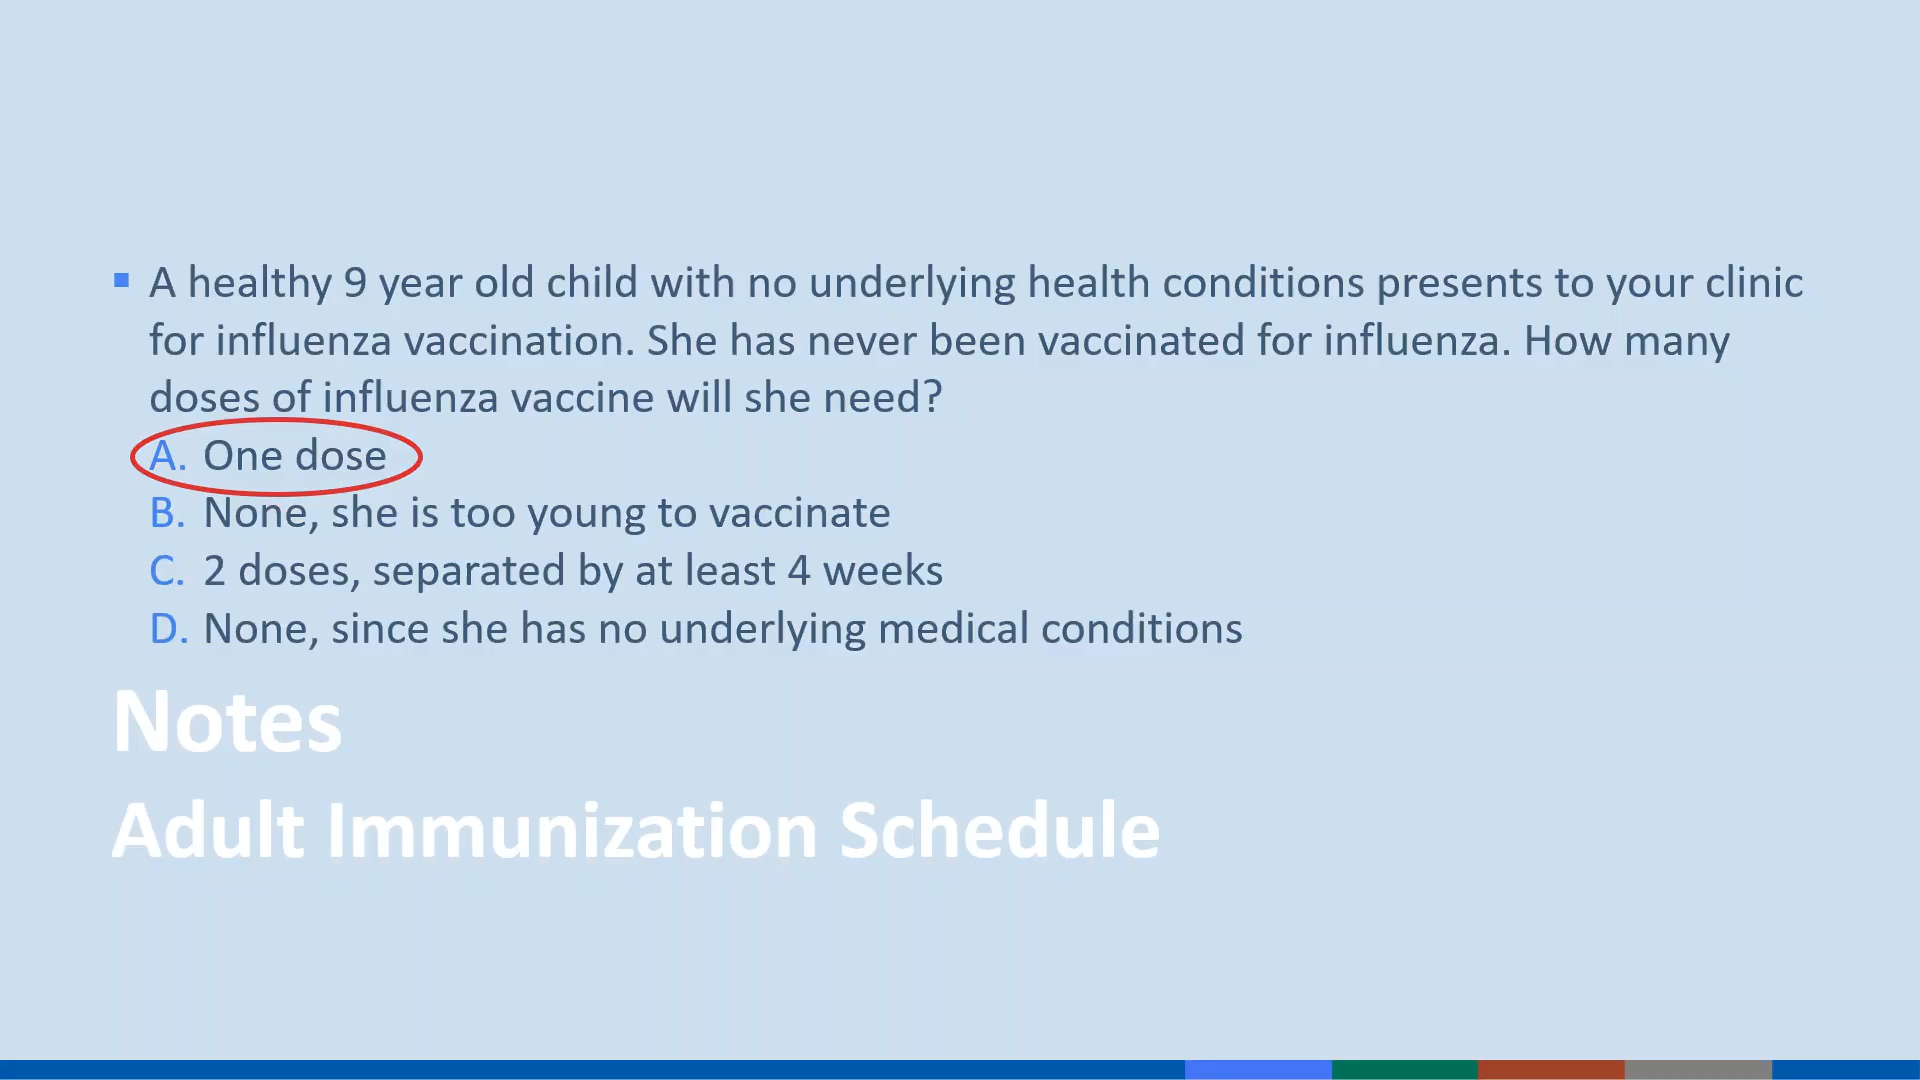 ▪ A healthy 9 year old child with no underlying health conditions presents to your clinic
for influenza vaccination. She has never been vaccinated for influenza. How many
doses of influenza vaccine will she need?
A. One dose
B. None, she is too young to vaccinate
C. 2 doses, separated by at least 4 weeks
D. None, since she has no underlying medical conditions
Notes
Adult Immunization Schedule